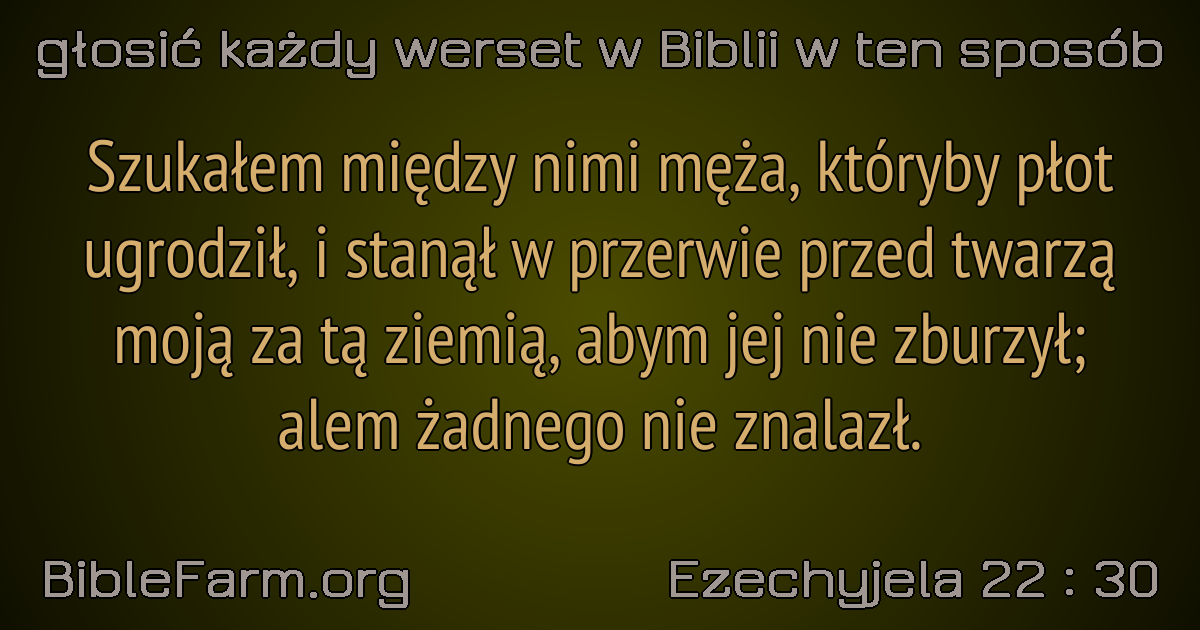 głosić każdy werset w Biblii w ten sposób
Szukałem między nimi męża, któryby płot
ugrodził, i stanął w przerwie przed twarzą
moją za tą ziemią, abym jej nie zburzył;
alem żadnego nie znalazł.
BibleFarm.org
Ezechyjela 22 : 30